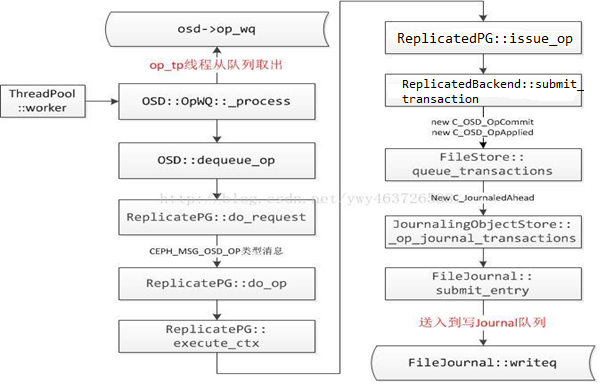 osd->op_wq
op_tp线程从队列取出
ThreadPool
::worker
OSD::OpWQ::_process
OSD::dequeue_op
ReplicatePG::do_request
CEPH_MSG_OSD_OP类型消息
ReplicatePG::do_op
ReplicatePG::
execute_ctx
ReplicatedPG::issue_op
ReplicatedBackend::submit_
transaction
new C_OSD_OpCommit
new C_OSD_OpApplied
FileStore::
queue_transactions
New C_JournaledAhead
JournalingObjectStore::
_op_journal_transactions
FileJournal::
submit_entry
送入到写Journal队列
FileJournal::writeq